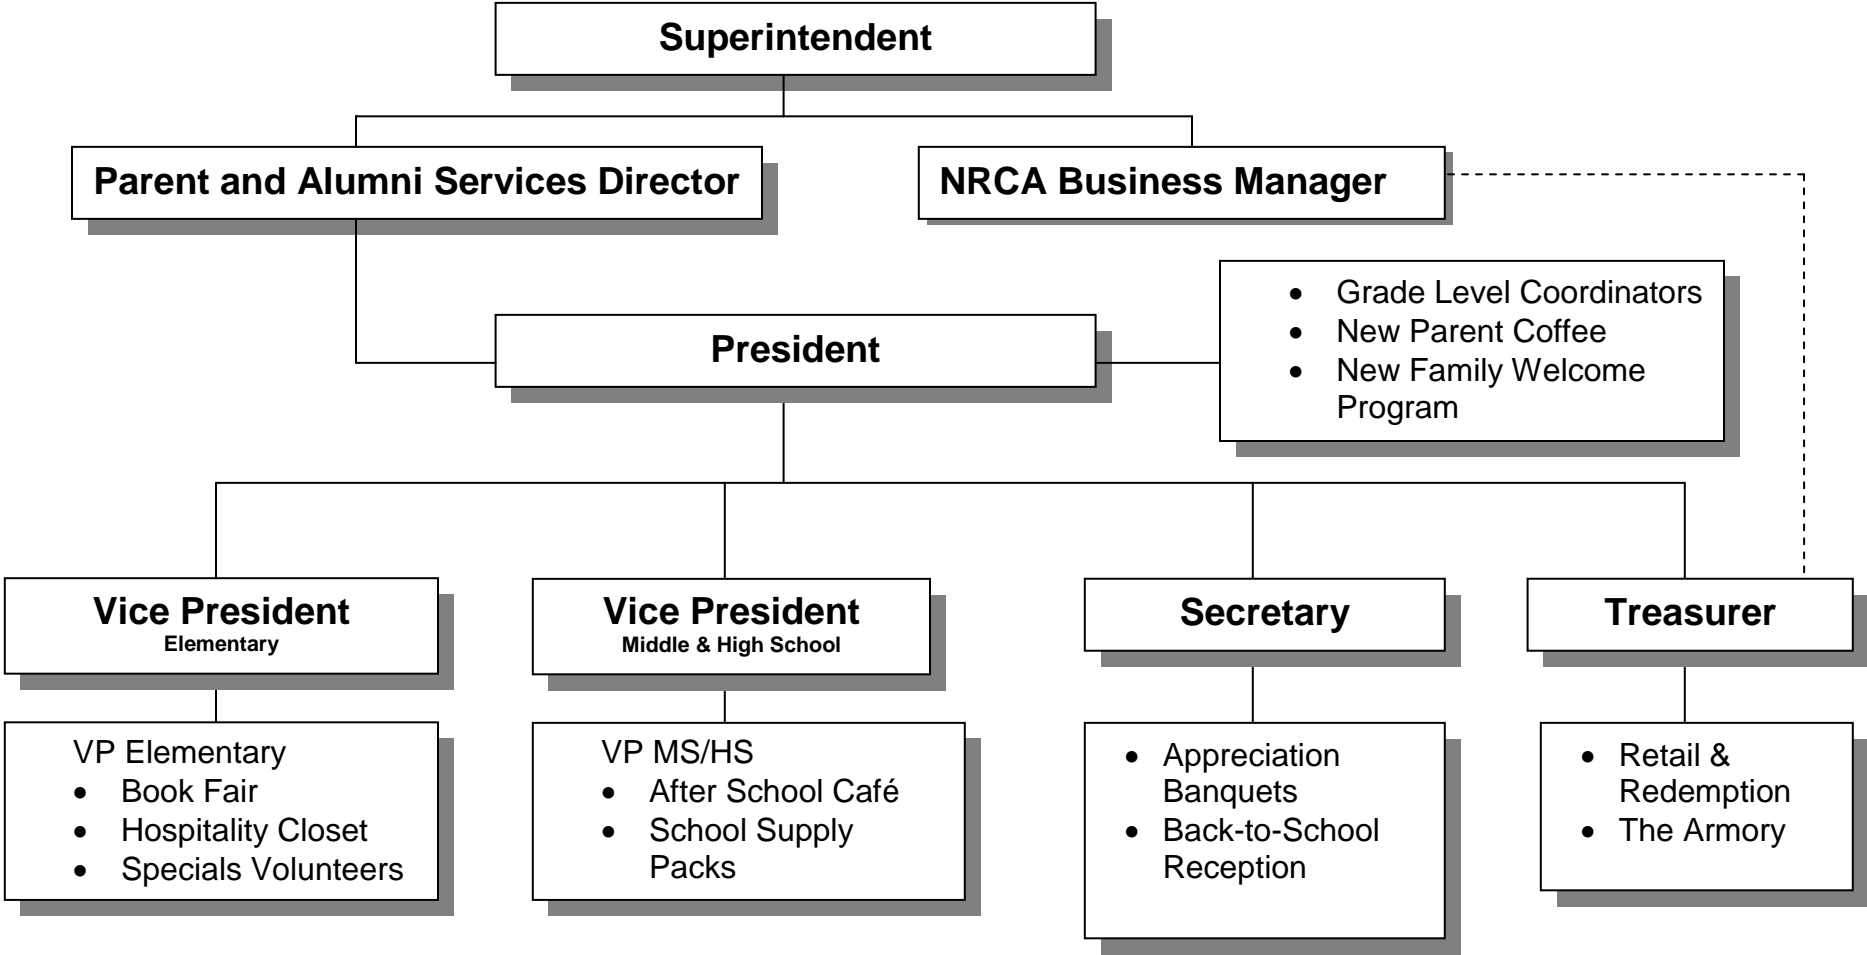 Superintendent
Parent and Alumni Services Director
NRCA Business Manager
• Grade Level Coordinators
• New Parent Coffee
• New Family Welcome
Program
President
Vice President
Elementary
Vice President
Middle & High School
Secretary
Treasurer
VP Elementary
• Book Fair
• Hospitality Closet
• Specials Volunteers
VP MS/HS
• After School Café
• School Supply
Packs
• Appreciation
Banquets
• Back-to-School
Reception
• Retail &
Redemption
• The Armory